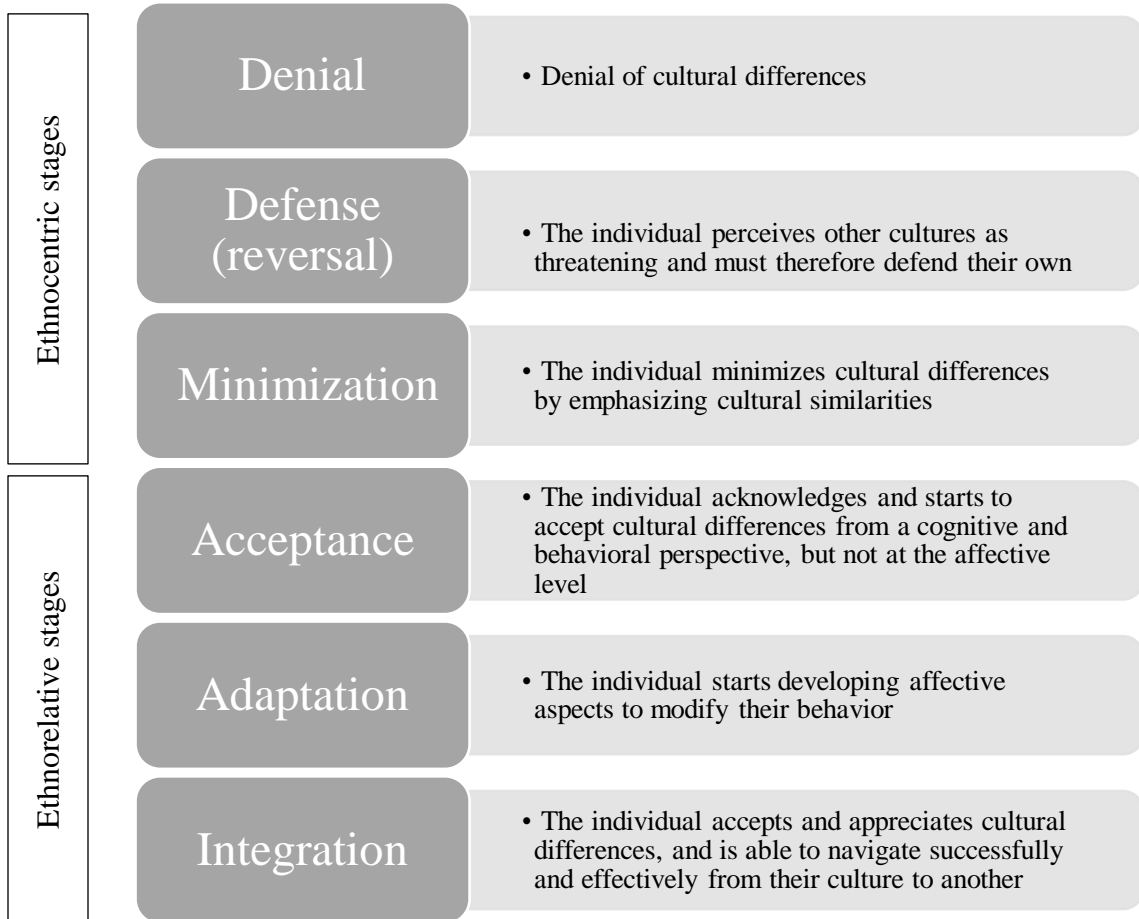 Ethnocentric stages
Denial
• Denial of cultural differences
Defense
(reversal)
• The individual perceives other cultures as
threatening and must therefore defend their own
Minimization
• The individual minimizes cultural differences
by emphasizing cultural similarities
Ethnorelative stages
Acceptance
• The individual acknowledges and starts to
accept cultural differences from a cognitive and
behavioral perspective, but not at the affective
level
Adaptation
• The individual starts developing affective
aspects to modify their behavior
Integration
• The individual accepts and appreciates cultural
differences, and is able to navigate successfully
and effectively from their culture to another